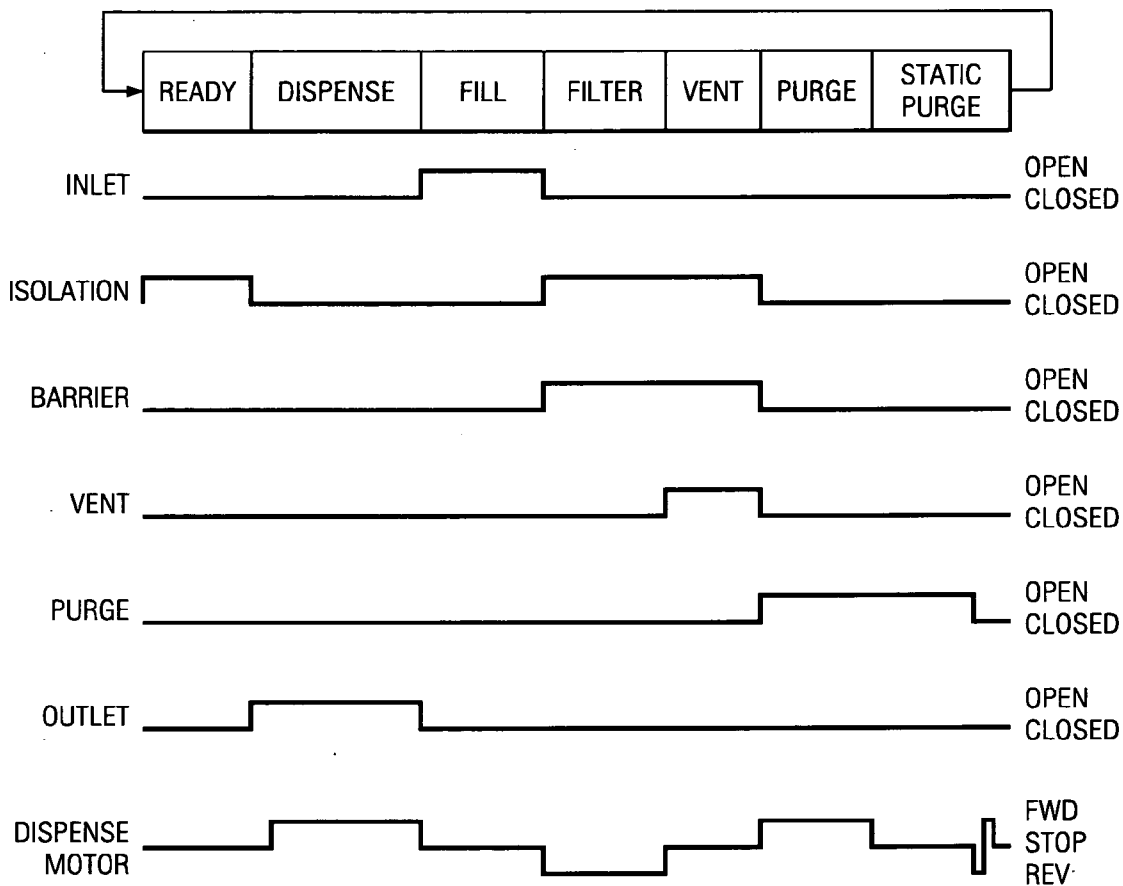 READY DISPENSE FILL FILTER VENT PURGE STATIC PURGE
INLET OPEN
CLOSED
ISOLATION OPEN
CLOSED
BARRIER OPEN
CLOSED
VENT OPEN
CLOSED
PURGE OPEN
CLOSED
OUTLET OPEN
CLOSED
DISPENSE MOTOR FWD
STOP
REV